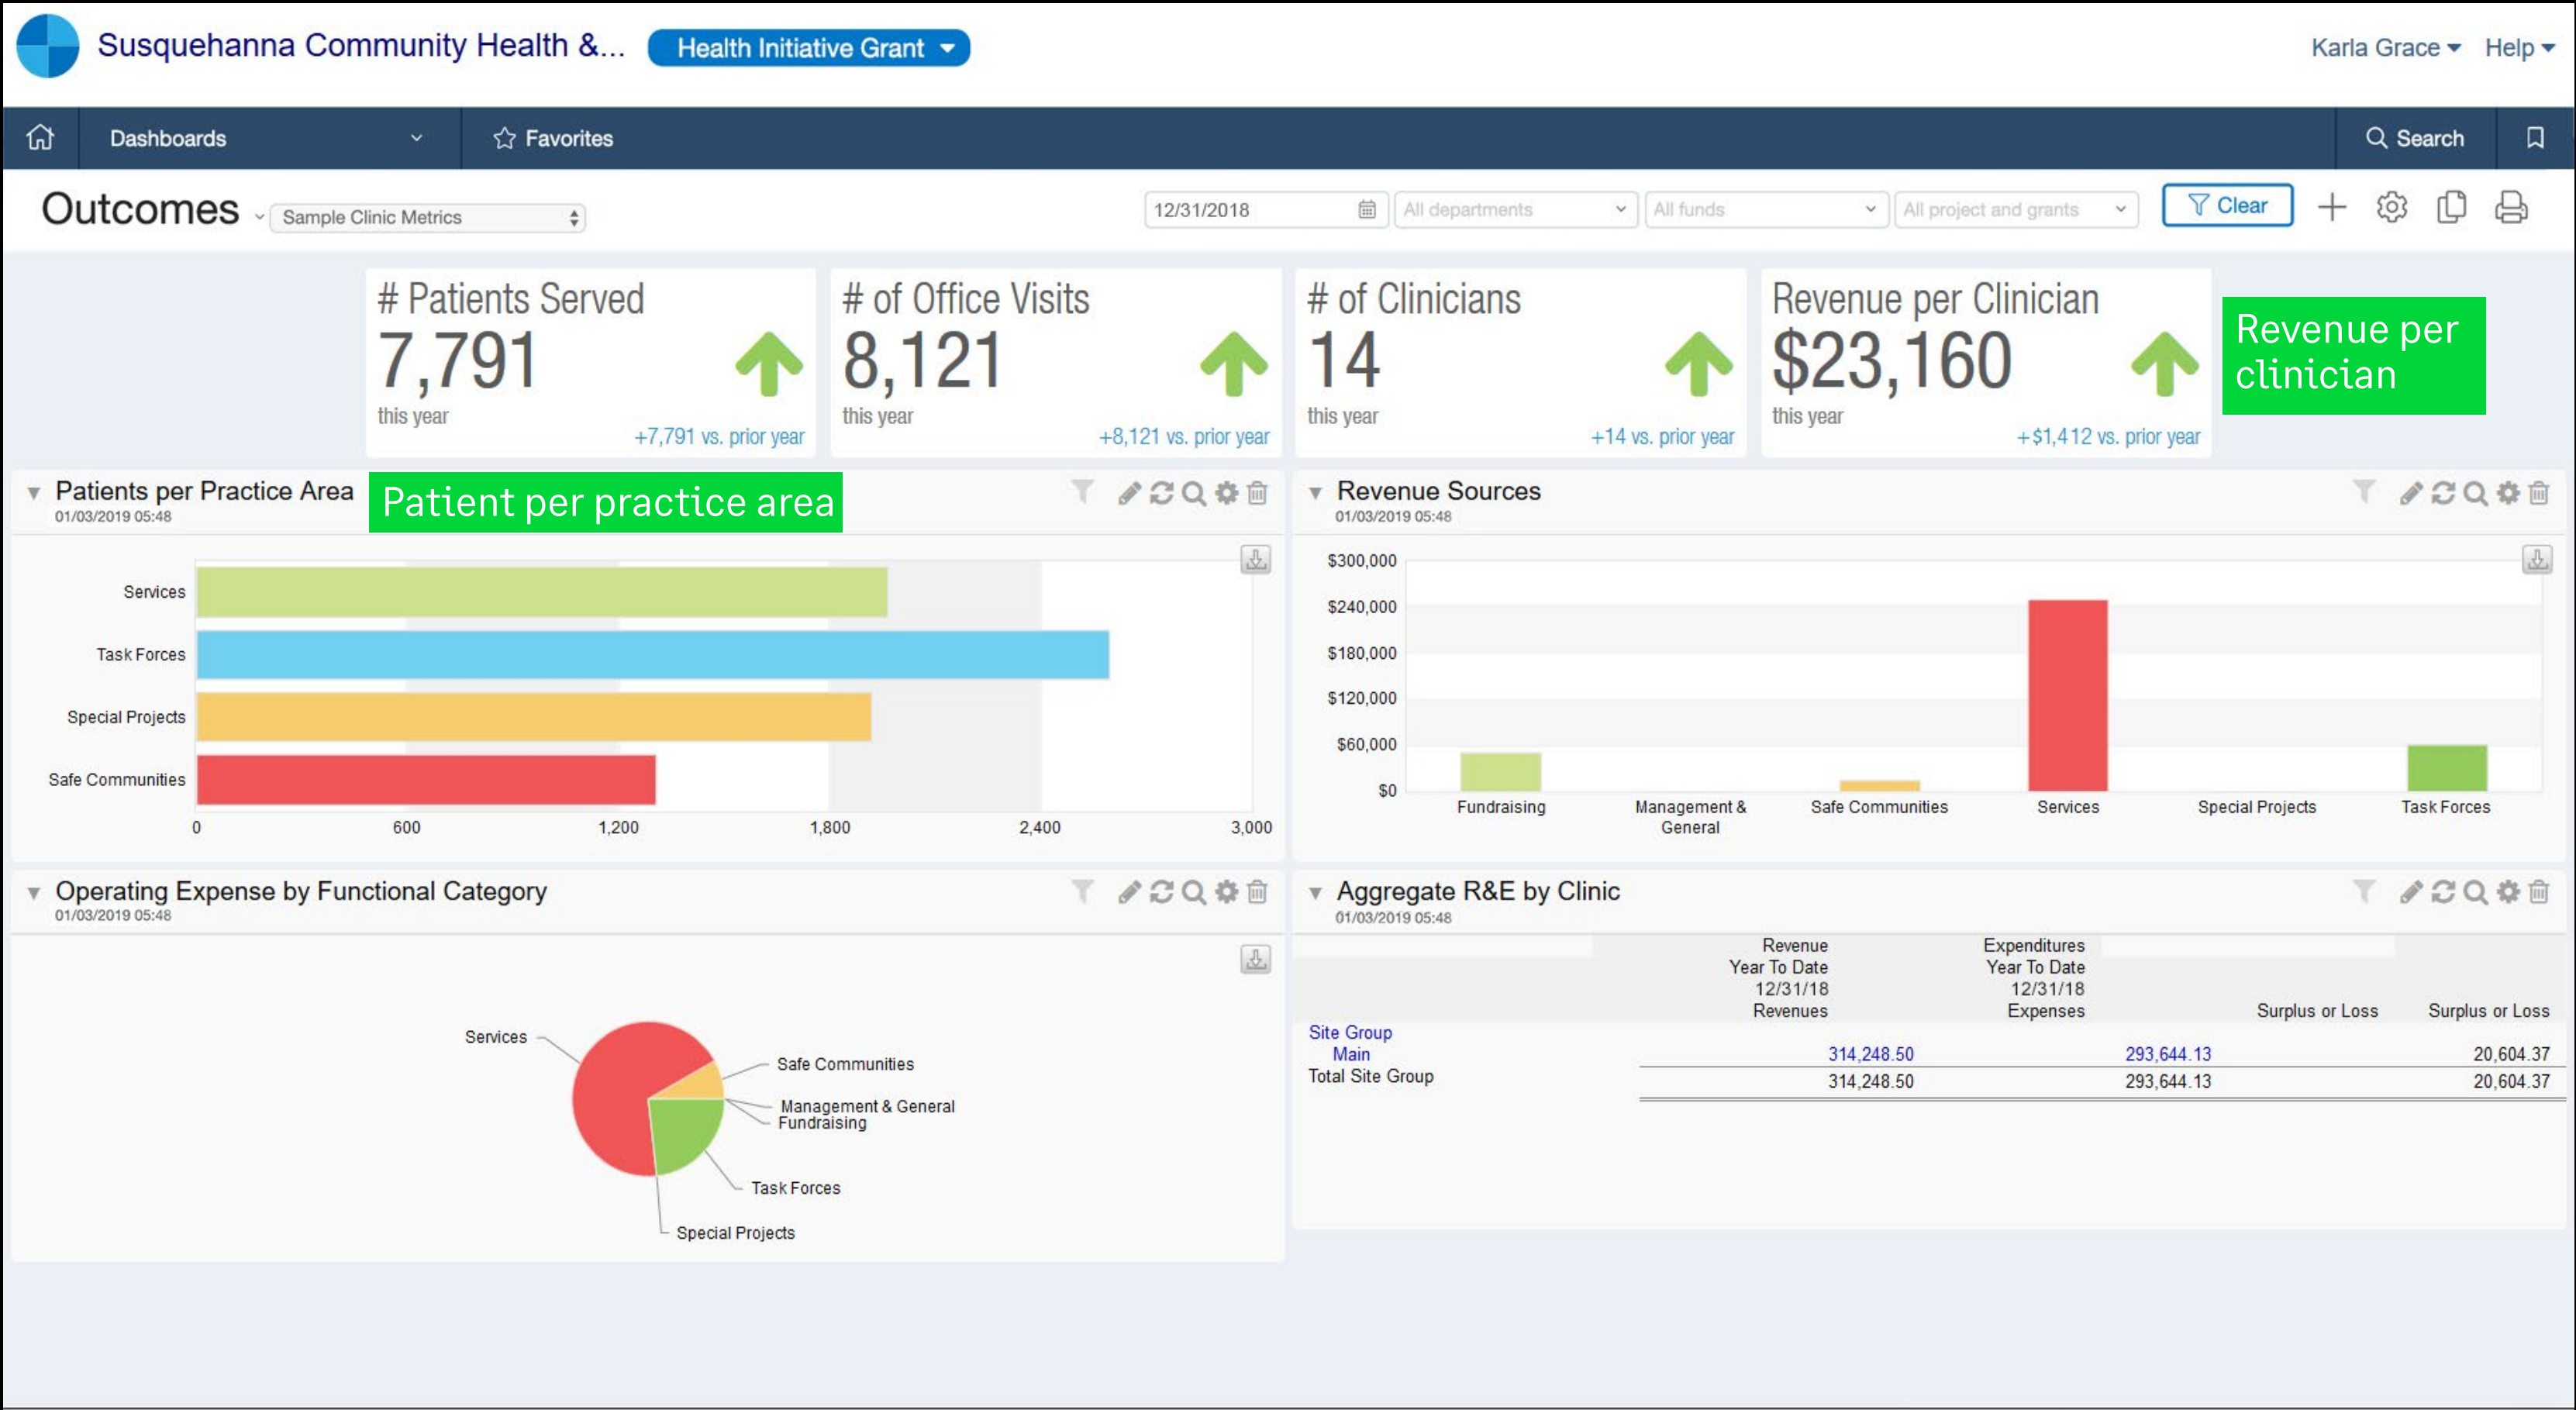 Susquehanna Community Health &...
Health Initiative Grant
Karla Grace
Help
Dashboards
Favorites
Search
Outcomes
Sample Clinic Metrics
12/31/2018
All departments
All funds
All project and grants
Clear
# Patients Served
7,791
this year
+7,791 vs. prior year
# of Office Visits
8,121
this year
+8,121 vs. prior year
# of Clinicians
14
this year
+14 vs. prior year
Revenue per Clinician
$23,160
this year
+$1,412 vs. prior year
Revenue per
clinician
Patients per Practice Area
01/03/2019 05:48
Patient per practice area
Services
Task Forces
Special Projects
Safe Communities
0 600 1,200 1,800 2,400 3,000
Revenue Sources
01/03/2019 05:48
$300,000
$240,000
$180,000
$120,000
$60,000
$0
Fundraising
Management &
General
Safe Communities
Services
Special Projects
Task Forces
Operating Expense by Functional Category
01/03/2019 05:48
Services
Safe Communities
Management & General
Fundraising
Task Forces
Special Projects
Aggregate R&E by Clinic
01/03/2019 05:48
Revenue Expenditures
Year To Date Year To Date
12/31/18 12/31/18
Revenues Expenses Surplus or Loss Surplus or Loss
Site Group
Main 314,248.50 293,644.13 20,604.37
Total Site Group 314,248.50 293,644.13 20,604.37